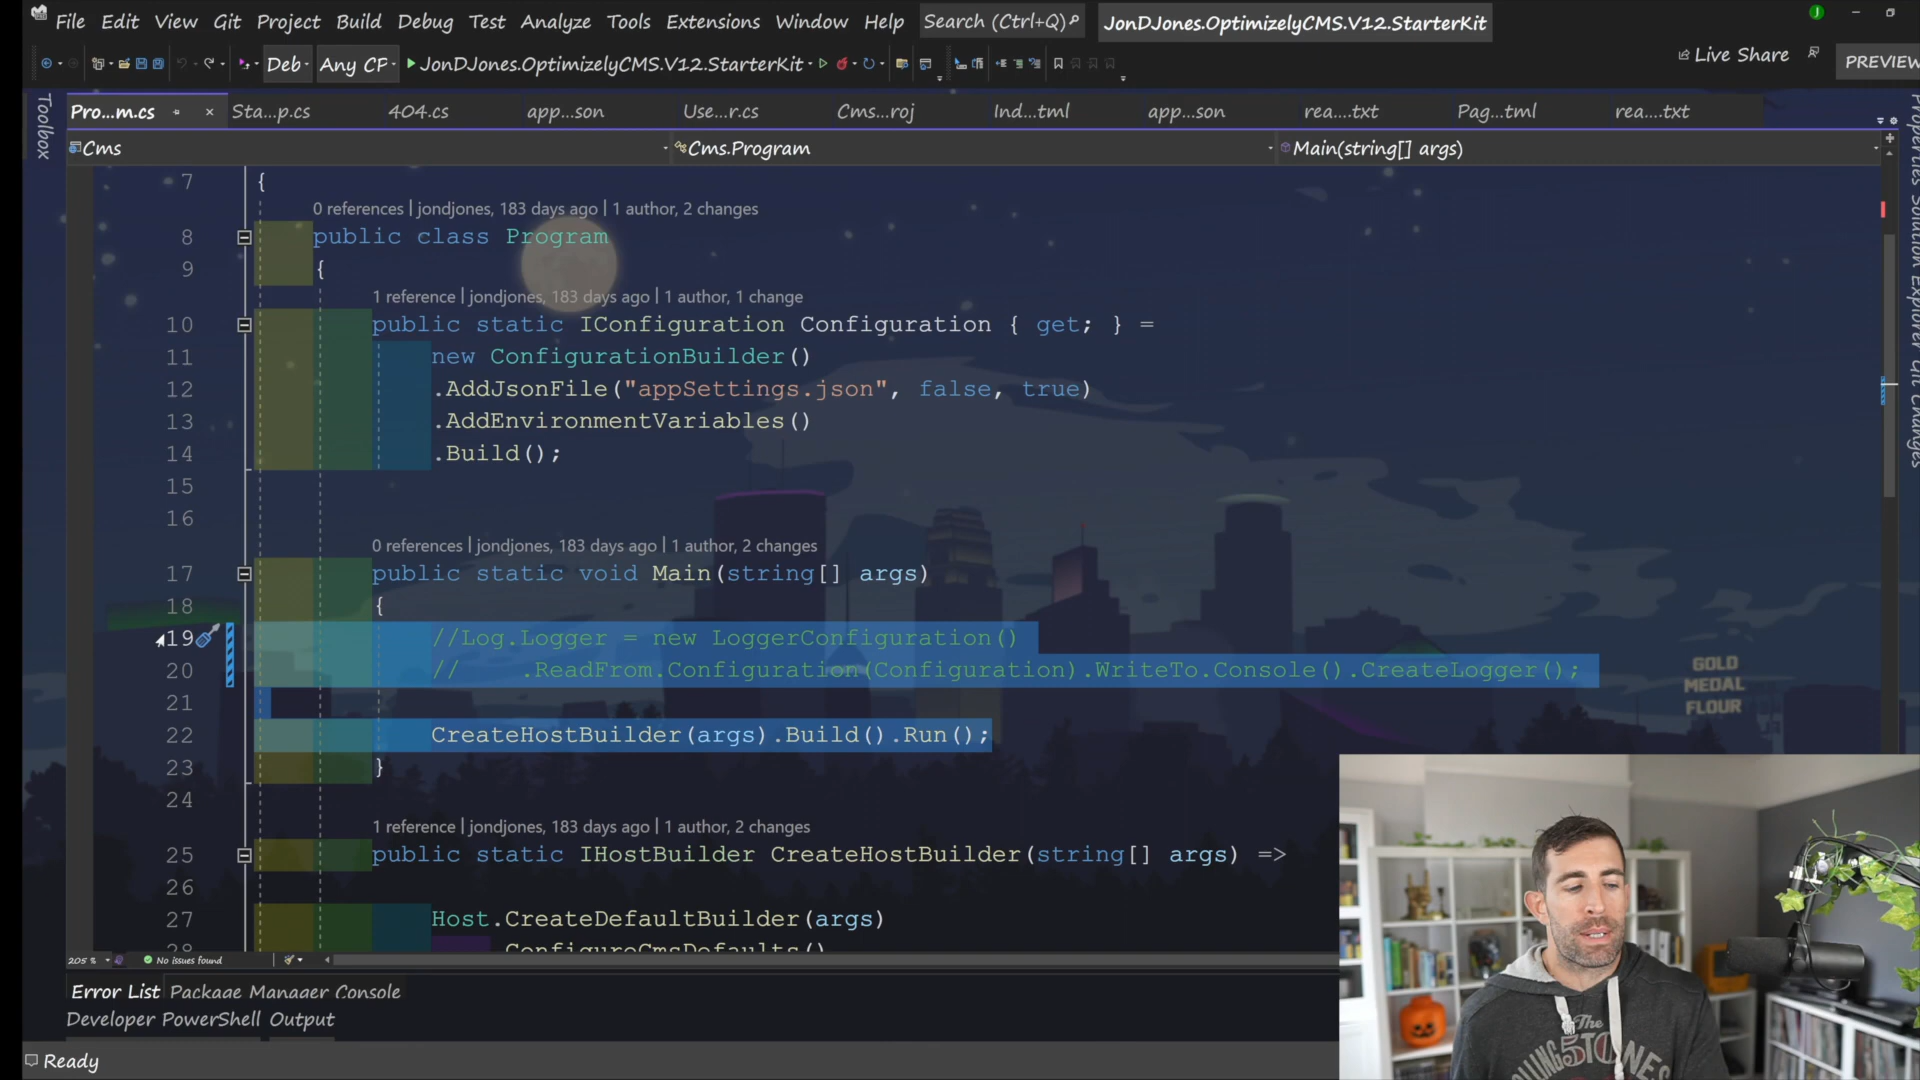 File Edit View Git Project Build Debug Test Analyze Tools Extensions Window Help Search (Ctrl+Q) JonDJones.OptimizelyCMS.V12.StarterKit
J
Deb Any CP JonDJones.OptimizelyCMS.V12.StarterKit Live Share PREVIEW
Toolbox
Pro...m.cs Sta...p.cs 404.cs app...son Use...r.cs Cms...roj Ind...tml app...son rea....txt Pag...tml rea....txt
Cms Cms.Program Main(string[] args)
Properties Solution Explorer Git Changes
7 {
0 references | jondjones, 183 days ago | 1 author, 2 changes
8 public class Program
9 {
1 reference | jondjones, 183 days ago | 1 author, 1 change
10 public static IConfiguration Configuration { get; } =
11 new ConfigurationBuilder()
12 .AddJsonFile("appSettings.json", false, true)
13 .AddEnvironmentVariables()
14 .Build();
15
16
0 references | jondjones, 183 days ago | 1 author, 2 changes
17 public static void Main(string[] args)
18 {
19 //Log.Logger = new LoggerConfiguration()
20 // .ReadFrom.Configuration(Configuration).WriteTo.Console().CreateLogger();
21
22 CreateHostBuilder(args).Build().Run();
23 }
24
1 reference | jondjones, 183 days ago | 1 author, 2 changes
25 public static IHostBuilder CreateHostBuilder(string[] args) =>
26
27 Host.CreateDefaultBuilder(args)
28 .ConfigureCmsDefaults()
GOLD
MEDAL
FLOUR
205 % No issues found
Error List Package Manager Console
Developer PowerShell Output
Ready
The